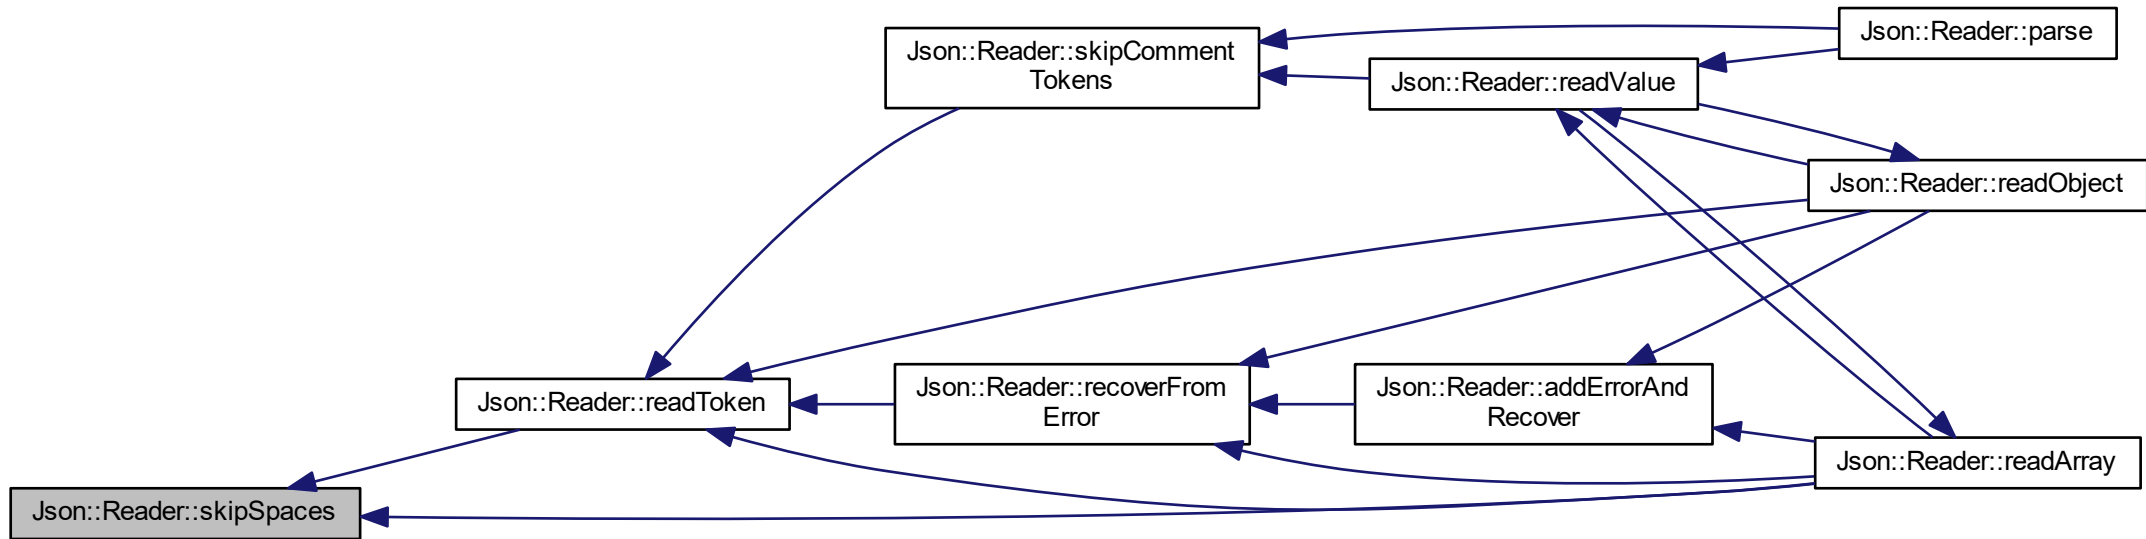 Json::Reader::skipComment
Tokens
Json::Reader::parse
Json::Reader::readValue
Json::Reader::readObject
Json::Reader::readToken
Json::Reader::recoverFrom
Error
Json::Reader::addErrorAnd
Recover
Json::Reader::readArray
Json::Reader::skipSpaces